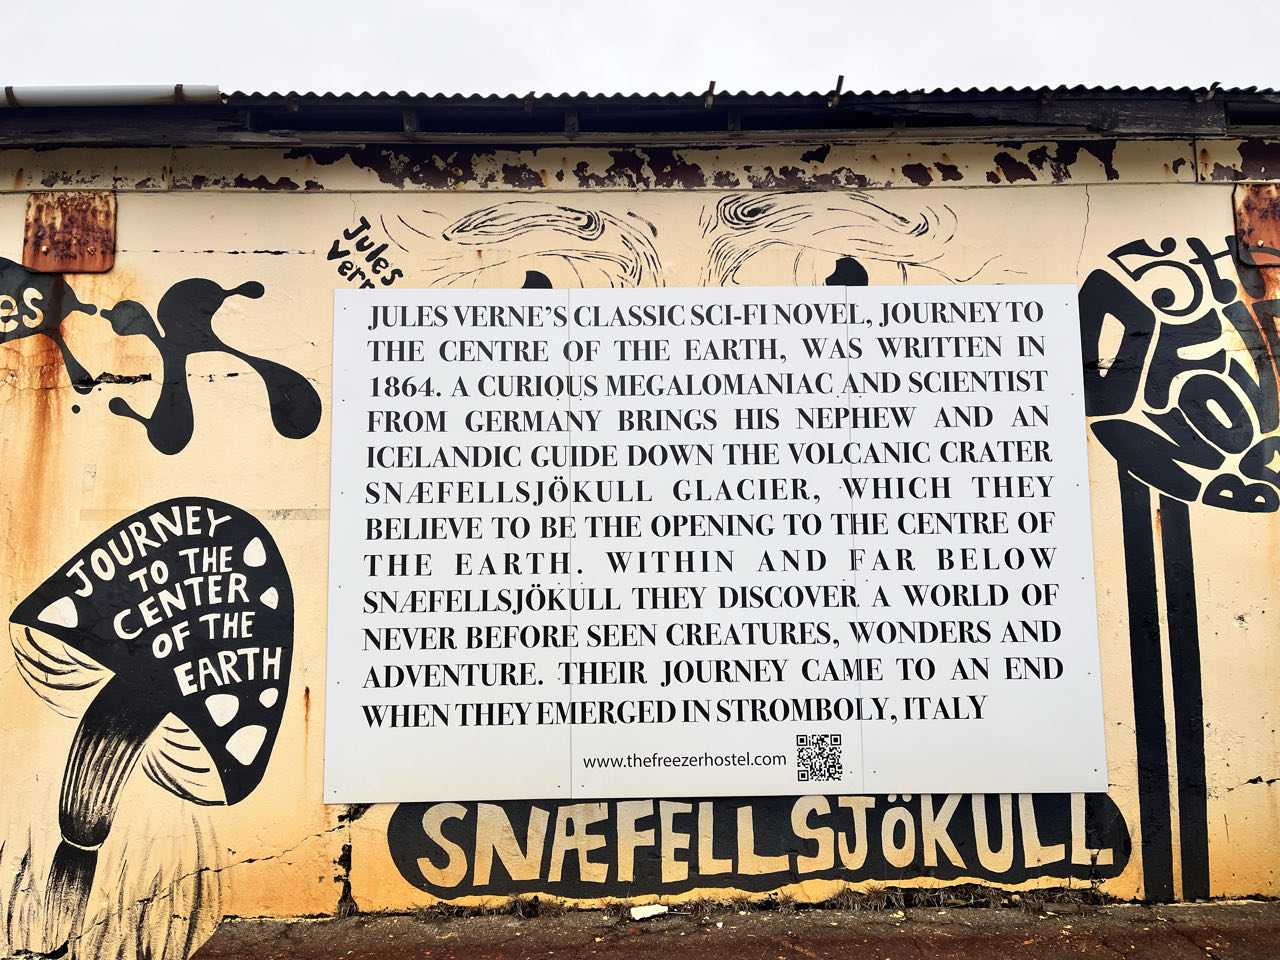 Jules
JULES VERNE'S CLASSIC SCI-FI NOVEL, JOURNEY TO
THE CENTRE OF THE EARTH, WAS WRITTEN IN
1864. A CURIOUS MEGALOMANIAC AND SCIENTIST
FROM GERMANY BRINGS HIS NEPHEW AND AN
ICELANDIC GUIDE DOWN THE VOLCANIC CRATER
SNÆFELLSJÖKULL GLACIER, WHICH THEY
BELIEVE TO BE THE OPENING TO THE CENTRE OF
THE EARTH. WITHIN AND FAR BELOW
SNÆFELLSJÖKULL THEY DISCOVER A WORLD OF
NEVER BEFORE SEEN CREATURES, WONDERS AND
ADVENTURE. THEIR JOURNEY CAME TO AN END
WHEN THEY EMERGED IN STROMBOLY, ITALY
www.thefreezerhostel.com
JOURNEY
TO THE
CENTER
OF THE
EARTH
SNÆFELLSJÖKULL